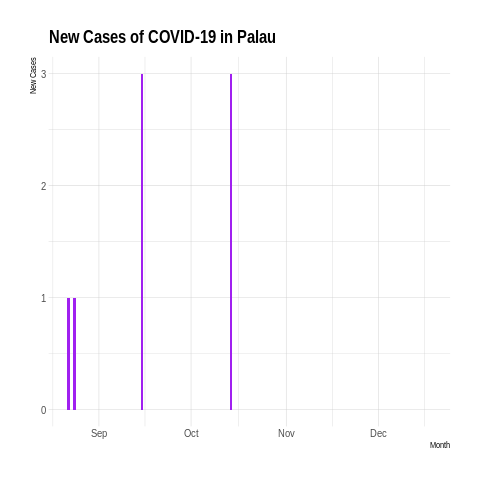 New Cases of COVID-19 in Palau
New Cases
3
2
1
0
Sep Oct Nov Dec
Month